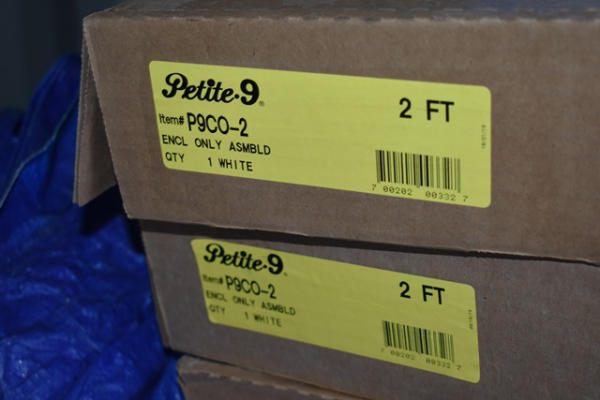 Petite·9®
2 FT
Item# P9CO-2
ENCL ONLY ASMBLD
QTY 1 WHITE
7 00202 00332 7
Petite·9®
2 FT
Item# P9CO-2
ENCL ONLY ASMBLD
QTY 1 WHITE
7 00202 00332 7